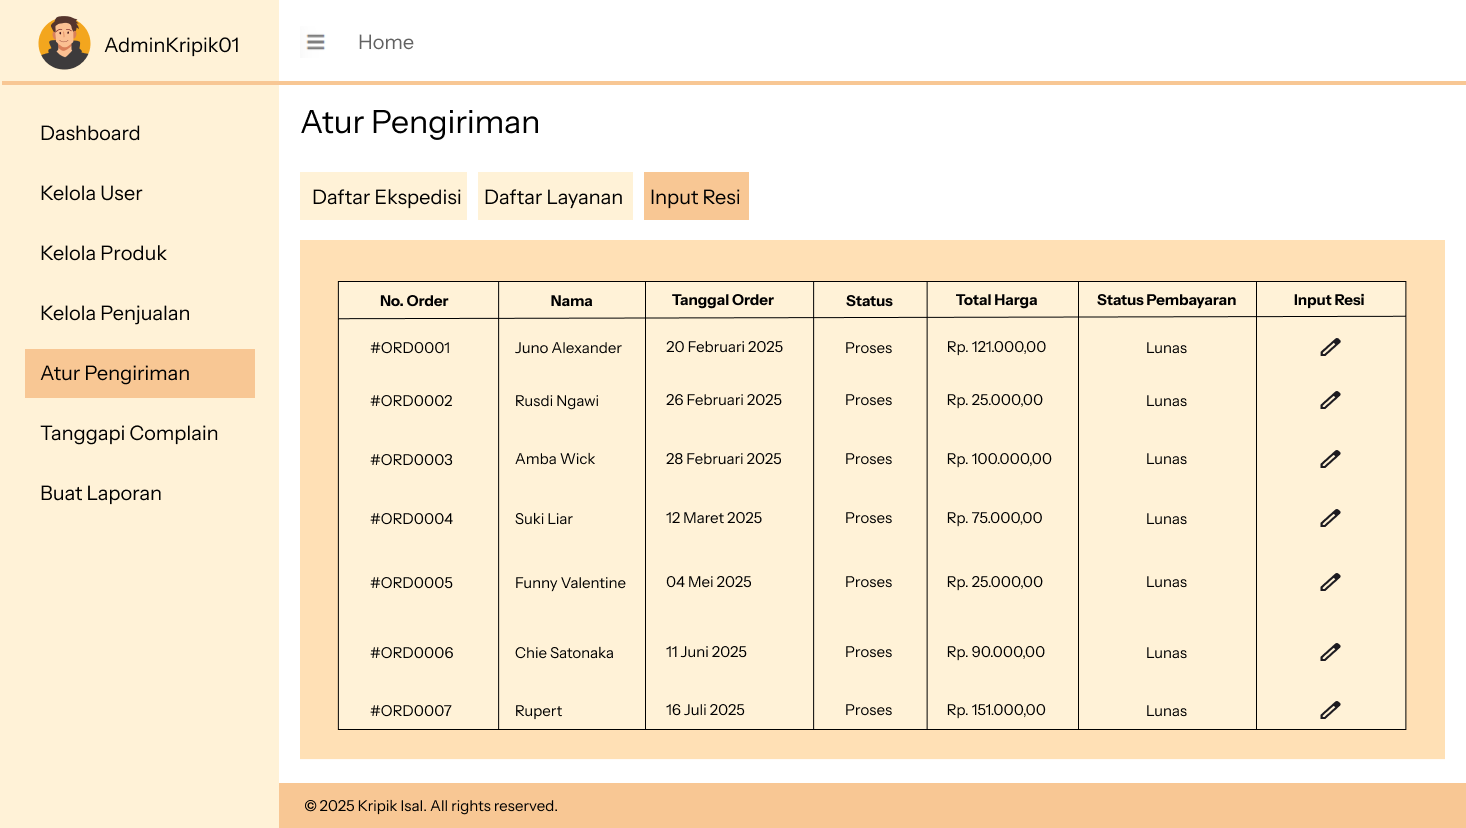 AdminKripik01
Home
Dashboard
Kelola User
Kelola Produk
Kelola Penjualan
Atur Pengiriman
Tanggapi Complain
Buat Laporan
Atur Pengiriman
Daftar Ekspedisi Daftar Layanan Input Resi
No. Order Nama Tanggal Order Status Total Harga Status Pembayaran Input Resi
#ORD0001 Juno Alexander 20 Februari 2025 Proses Rp. 121.000,00 Lunas
#ORD0002 Rusdi Ngawi 26 Februari 2025 Proses Rp. 25.000,00 Lunas
#ORD0003 Amba Wick 28 Februari 2025 Proses Rp. 100.000,00 Lunas
#ORD0004 Suki Liar 12 Maret 2025 Proses Rp. 75.000,00 Lunas
#ORD0005 Funny Valentine 04 Mei 2025 Proses Rp. 25.000,00 Lunas
#ORD0006 Chie Satonaka 11 Juni 2025 Proses Rp. 90.000,00 Lunas
#ORD0007 Rupert 16 Juli 2025 Proses Rp. 151.000,00 Lunas
© 2025 Kripik Isal. All rights reserved.